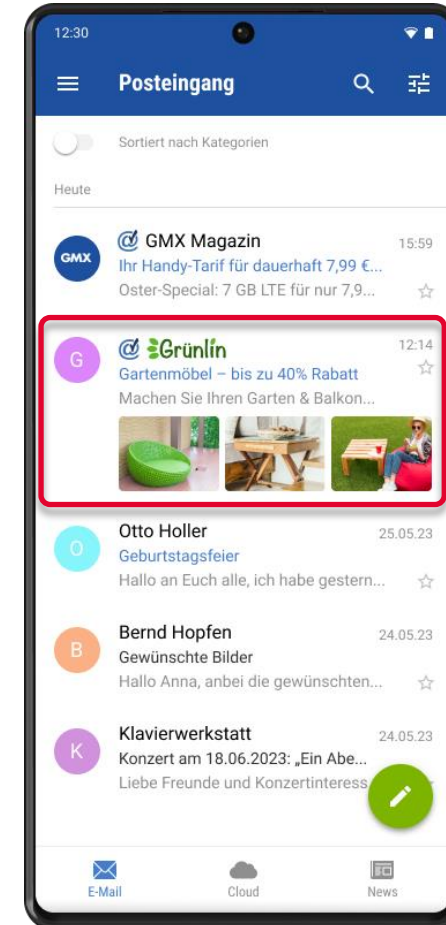 12:30
Posteingang
Sortiert nach Kategorien
Heute
GMX
GMX Magazin
15:59
Ihr Handy-Tarif für dauerhaft 7,99 €...
Oster-Special: 7 GB LTE für nur 7,9...
G
Grünlín
12:14
Gartenmöbel – bis zu 40% Rabatt
Machen Sie Ihren Garten & Balkon...
O
Otto Holler
25.05.23
Geburtstagsfeier
Hallo an Euch alle, ich habe gestern...
B
Bernd Hopfen
24.05.23
Gewünschte Bilder
Hallo Anna, anbei die gewünschten...
K
Klavierwerkstatt
24.05.23
Konzert am 18.06.2023: „Ein Abe...
Liebe Freunde und Konzertinteress
E-Mail
Cloud
News